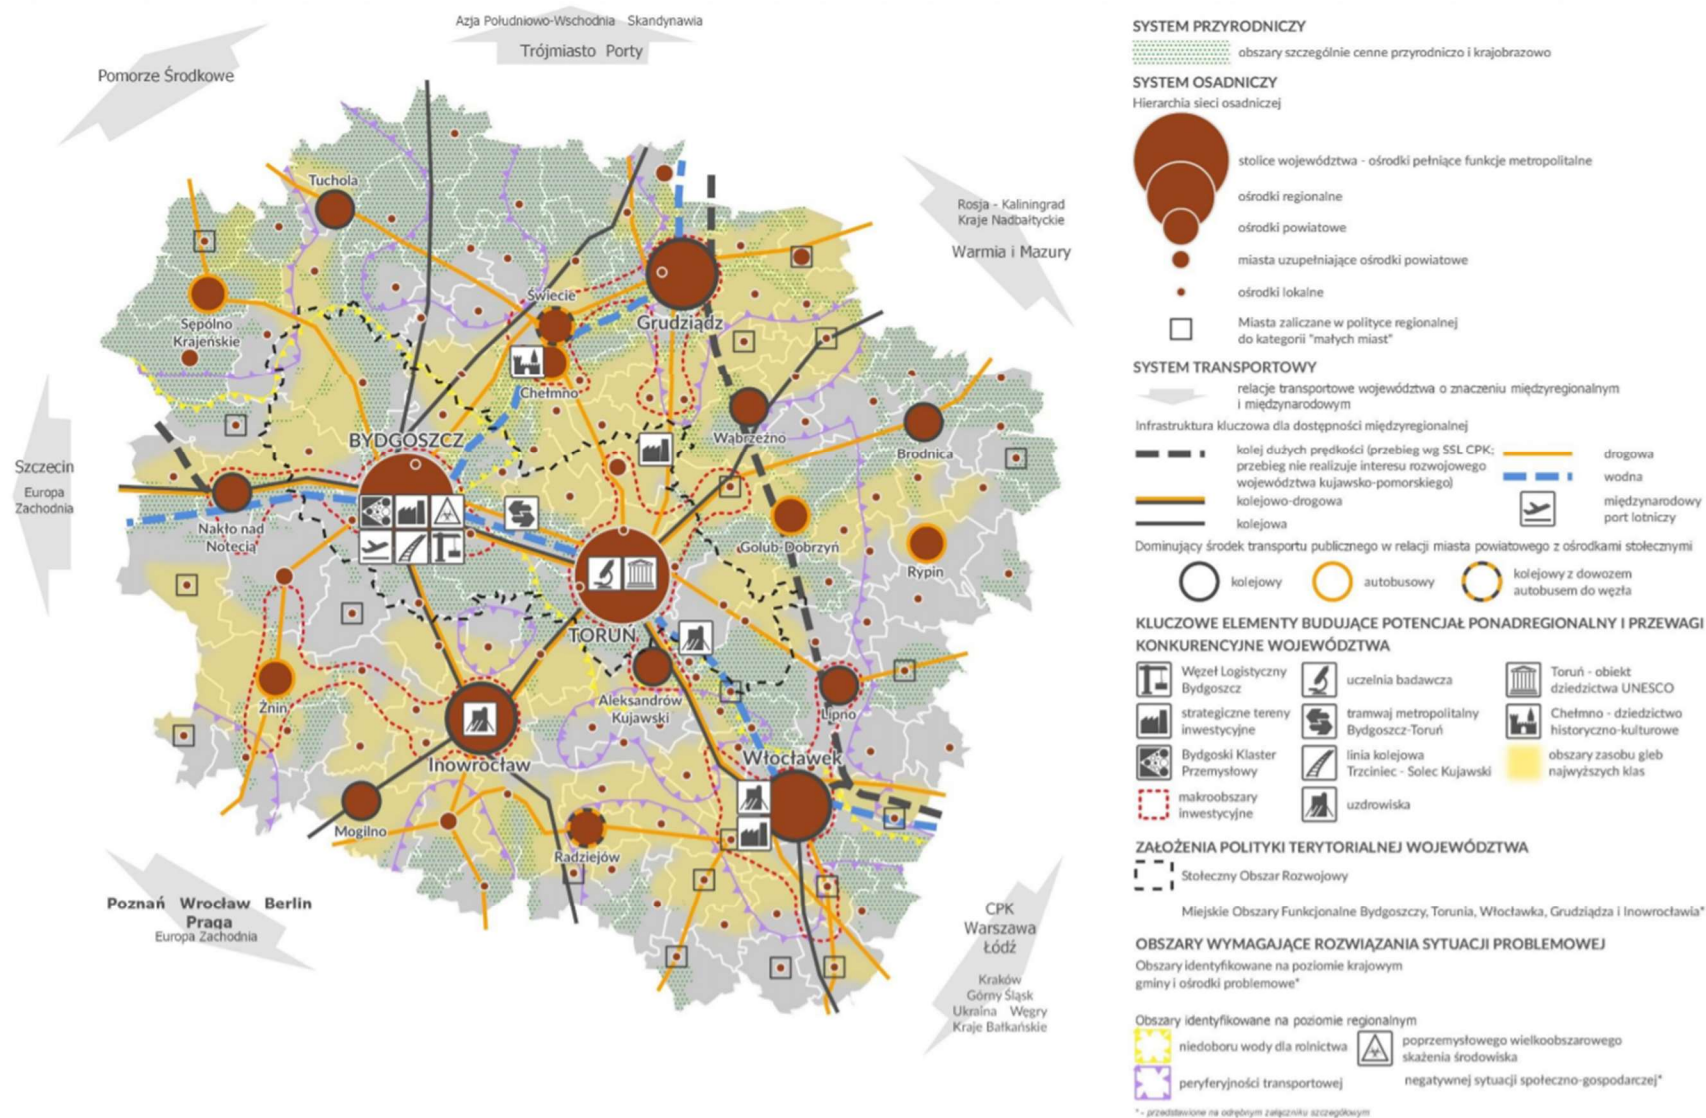 Azja Południowo-Wschodnia Skandynawia
Trójmiasto Porty
Pomorze Środkowe
Rosja - Kaliningrad
Kraje Nadbałtyckie
Warmia i Mazury
Szczecin
Europa
Zachodnia
Poznań Wrocław Berlin
Praga
Europa Zachodnia
CPK
Warszawa
Łódź
Kraków
Górny Śląsk
Ukraina Węgry
Kraje Bałkańskie
Tuchola
Sępólno
Krajeńskie
Świecie
Grudziądz
Chełmno
BYDGOSZCZ
Wąbrzeźno
Brodnica
Nakło nad
Notecią
Golub-Dobrzyń
Rypin
TORUŃ
Aleksandrów
Kujawski
Lipno
Żnin
Inowrocław
Włocławek
Mogilno
Radziejów
SYSTEM PRZYRODNICZY
obszary szczególnie cenne przyrodniczo i krajobrazowo
SYSTEM OSADNICZY
Hierarchia sieci osadniczej
stolice województwa - ośrodki pełniące funkcje metropolitalne
ośrodki regionalne
ośrodki powiatowe
miasta uzupełniające ośrodki powiatowe
ośrodki lokalne
Miasta zaliczane w polityce regionalnej
do kategorii "małych miast"
SYSTEM TRANSPORTOWY
relacje transportowe województwa o znaczeniu międzyregionalnym
i międzynarodowym
Infrastruktura kluczowa dla dostępności międzyregionalnej
kolej dużych prędkości (przebieg wg SSL CPK;
przebieg nie realizuje interesu rozwojowego
województwa kujawsko-pomorskiego)
kolejowo-drogowa
kolejowa
drogowa
wodna
międzynarodowy
port lotniczy
Dominujący środek transportu publicznego w relacji miasta powiatowego z ośrodkami stołecznymi
kolejowy
autobusowy
kolejowy z dowozem
autobusem do węzła
KLUCZOWE ELEMENTY BUDUJĄCE POTENCJAŁ PONADREGIONALNY I PRZEWAGI
KONKURENCYJNE WOJEWÓDZTWA
Węzeł Logistyczny
Bydgoszcz
uczelnia badawcza
Toruń - obiekt
dziedzictwa UNESCO
strategiczne tereny
inwestycyjne
tramwaj metropolitalny
Bydgoszcz-Toruń
Chełmno - dziedzictwo
historyczno-kulturowe
Bydgoski Klaster
Przemysłowy
linia kolejowa
Trzciniec - Solec Kujawski
obszary zasobu gleb
najwyższych klas
makroobszary
inwestycyjne
uzdrowiska
ZAŁOŻENIA POLITYKI TERYTORIALNEJ WOJEWÓDZTWA
Stołeczny Obszar Rozwojowy
Miejskie Obszary Funkcjonalne Bydgoszczy, Torunia, Włocławka, Grudziądza i Inowrocławia*
OBSZARY WYMAGAJĄCE ROZWIĄZANIA SYTUACJI PROBLEMOWEJ
Obszary identyfikowane na poziomie krajowym
gminy i ośrodki problemowe*
Obszary identyfikowane na poziomie regionalnym
niedoboru wody dla rolnictwa
poprzemysłowego wielkoobszarowego
skażenia środowiska
peryferyjności transportowej
negatywnej sytuacji społeczno-gospodarczej*
* - przedstawione na odrębnym załączniku szczegółowym